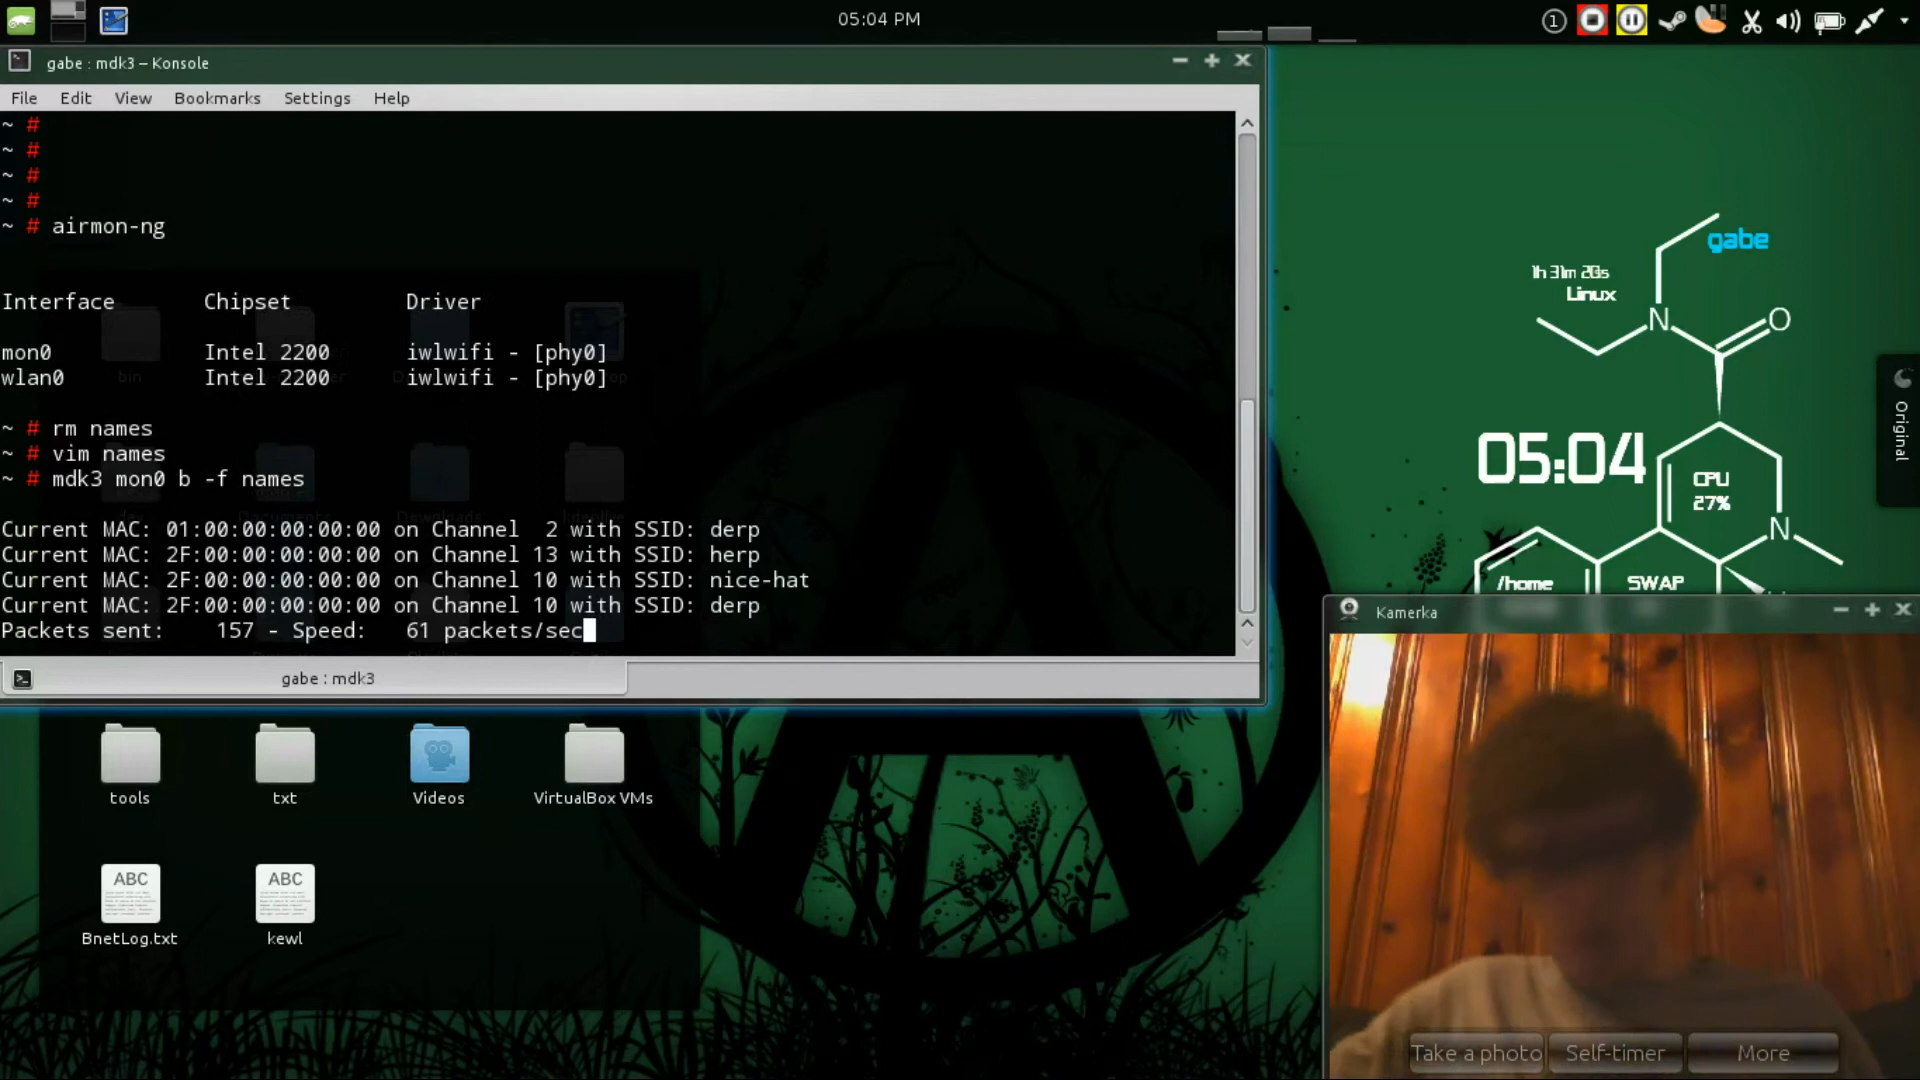 05:04 PM
1
gabe : mdk3 – Konsole
File Edit View Bookmarks Settings Help
~ #
~ #
~ #
~ #
~ # airmon-ng
Interface Chipset Driver
mon0 Intel 2200 iwlwifi - [phy0]
wlan0 Intel 2200 iwlwifi - [phy0]
~ # rm names
~ # vim names
~ # mdk3 mon0 b -f names
Current MAC: 01:00:00:00:00:00 on Channel 2 with SSID: derp
Current MAC: 2F:00:00:00:00:00 on Channel 13 with SSID: herp
Current MAC: 2F:00:00:00:00:00 on Channel 10 with SSID: nice-hat
Current MAC: 2F:00:00:00:00:00 on Channel 10 with SSID: derp
Packets sent: 157 - Speed: 61 packets/sec
gabe : mdk3
bin
Documents
Downloads
tools
txt
Videos
VirtualBox VMs
ABC
BnetLog.txt
ABC
kewl
gabe
1h 31m 20s
Linux
N
O
05:04
CPU
27%
N
/home
SWAP
Original
Kamerka
Take a photo
Self-timer
More